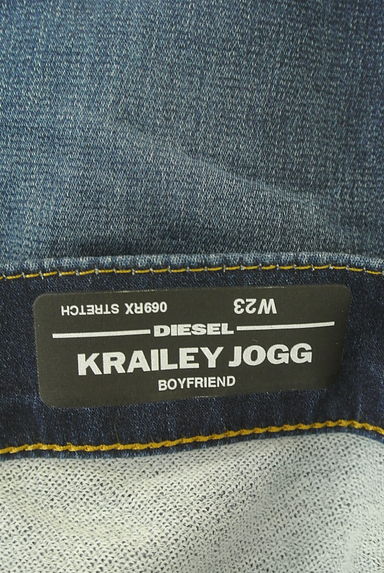 069RX STRETCH
W23
DIESEL
KRAILEY JOGG
BOYFRIEND